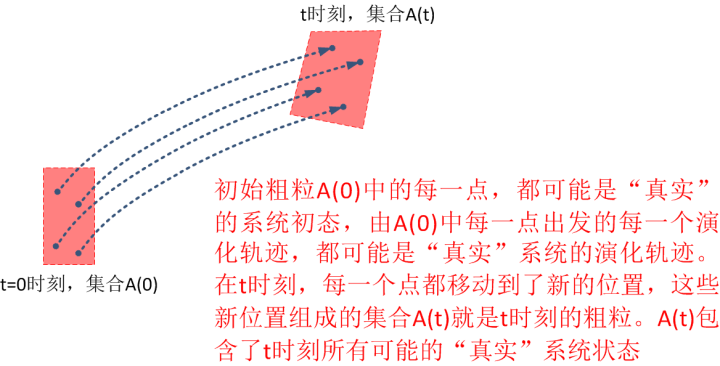 t时刻，集合A(t)
初始粗粒A(0)中的每一点，都可能是“真实”
的系统初态，由A(0)中每一点出发的每一个演
化轨迹，都可能是“真实”系统的演化轨迹。
在t时刻，每一个点都移动到了新的位置，这些
新位置组成的集合A(t)就是t时刻的粗粒。A(t)包
含了t时刻所有可能的“真实”系统状态
t=0时刻，集合A(0)